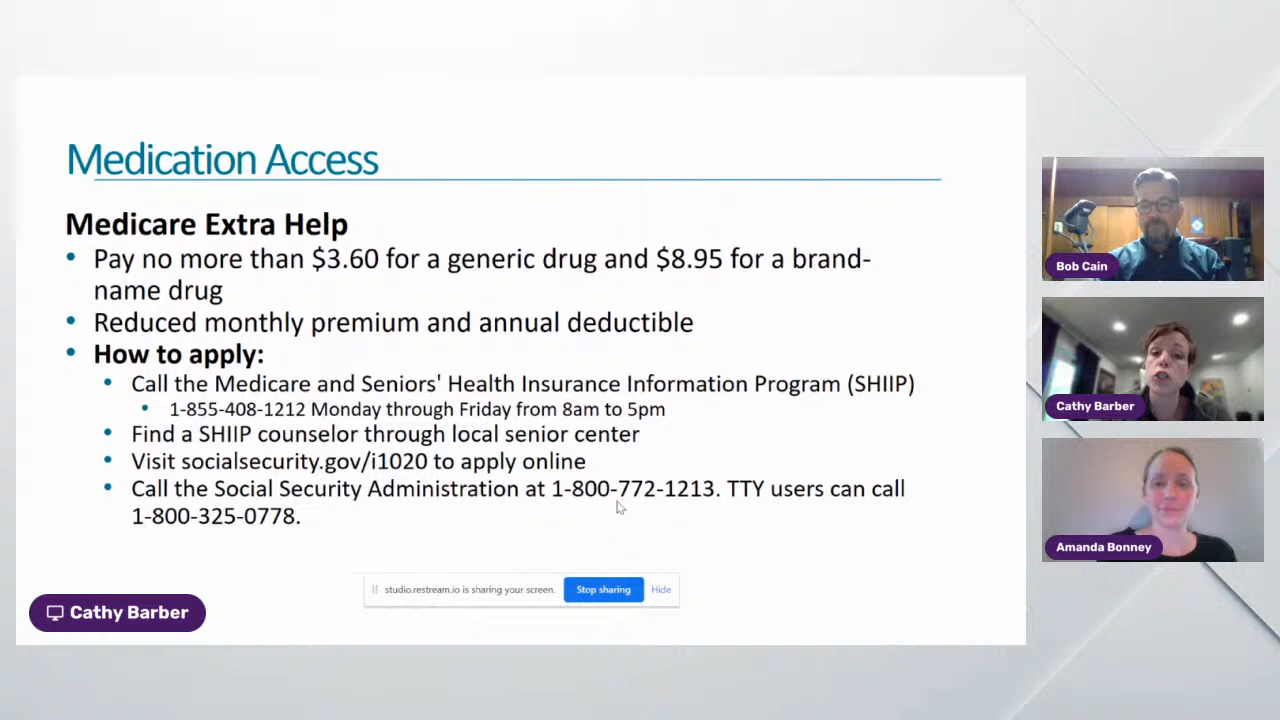 Medication Access
Medicare Extra Help
• Pay no more than $3.60 for a generic drug and $8.95 for a brand-
name drug
• Reduced monthly premium and annual deductible
• How to apply:
• Call the Medicare and Seniors' Health Insurance Information Program (SHIIP)
• 1-855-408-1212 Monday through Friday from 8am to 5pm
• Find a SHIIP counselor through local senior center
• Visit socialsecurity.gov/i1020 to apply online
• Call the Social Security Administration at 1-800-772-1213. TTY users can call
1-800-325-0778.
studio.restream.io is sharing your screen. Stop sharing Hide
Cathy Barber
Bob Cain
Cathy Barber
Amanda Bonney